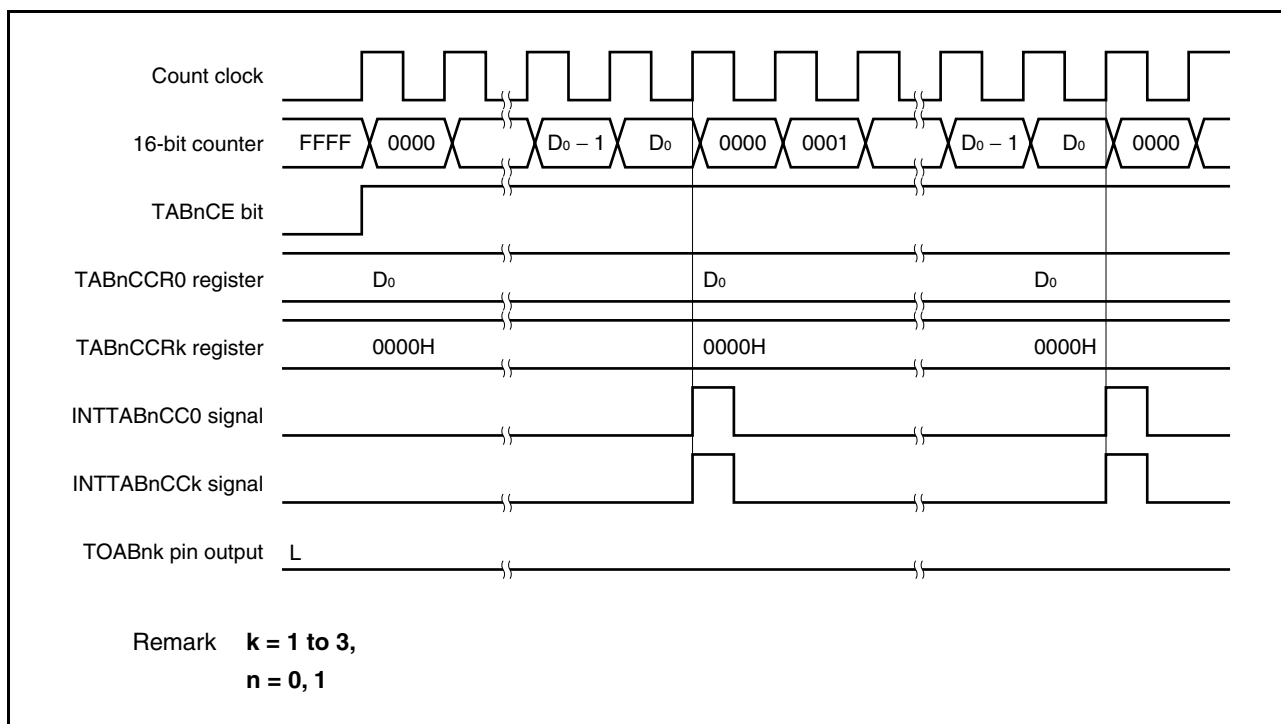 Count clock
16-bit counter FFFF 0000 D₀ − 1 D₀ 0000 0001 D₀ − 1 D₀ 0000
TABnCE bit
TABnCCR0 register D₀ D₀ D₀
TABnCCRk register 0000H 0000H 0000H
INTTABnCC0 signal
INTTABnCCk signal
TOABnk pin output L
Remark k = 1 to 3,
n = 0, 1